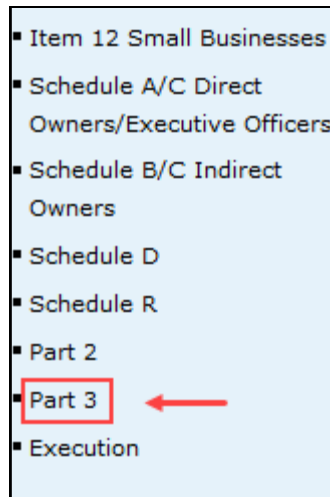 Item 12 Small Businesses
Schedule A/C Direct
Owners/Executive Officers
Schedule B/C Indirect
Owners
Schedule D
Schedule R
Part 2
Part 3
Execution